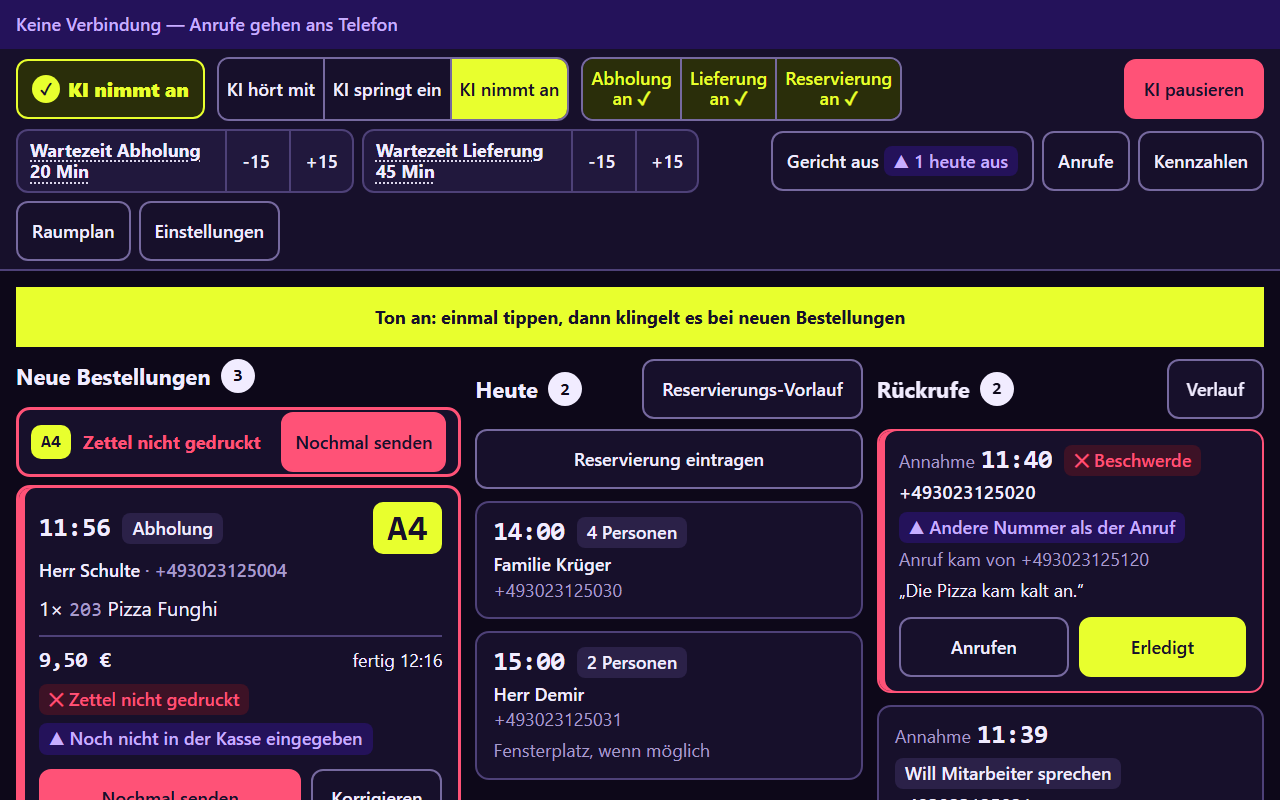 Keine Verbindung — Anrufe gehen ans Telefon
✓ KI nimmt an
KI hört mit
KI springt ein
KI nimmt an
Abholung
an ✓
Lieferung
an ✓
Reservierung
an ✓
KI pausieren
Wartezeit Abholung
20 Min
-15
+15
Wartezeit Lieferung
45 Min
-15
+15
Gericht aus ▲ 1 heute aus
Anrufe
Kennzahlen
Raumplan
Einstellungen
Ton an: einmal tippen, dann klingelt es bei neuen Bestellungen
Neue Bestellungen 3
A4 Zettel nicht gedruckt
Nochmal senden
11:56 Abholung
A4
Herr Schulte · +493023125004
1× 203 Pizza Funghi
9,50 € fertig 12:16
✕ Zettel nicht gedruckt
▲ Noch nicht in der Kasse eingegeben
Nochmal senden
Korrigieren
Heute 2
Reservierungs-Vorlauf
Reservierung eintragen
14:00 4 Personen
Familie Krüger
+493023125030
15:00 2 Personen
Herr Demir
+493023125031
Fensterplatz, wenn möglich
Rückrufe 2
Verlauf
Annahme 11:40 ✕ Beschwerde
+493023125020
▲ Andere Nummer als der Anruf
Anruf kam von +493023125120
„Die Pizza kam kalt an.“
Anrufen
Erledigt
Annahme 11:39
Will Mitarbeiter sprechen